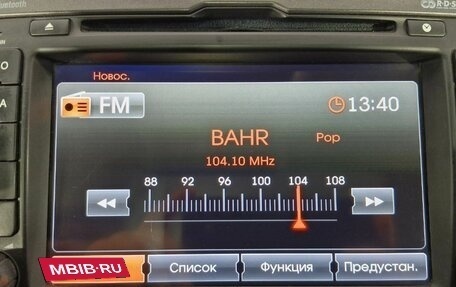 Bluetooth
R·D·S
Новос.
FM
13:40
BAHR
Pop
104.10 MHz
88 92 96 100 104 108
MBIB·RU
Список
Функция
Предустан.
O
A